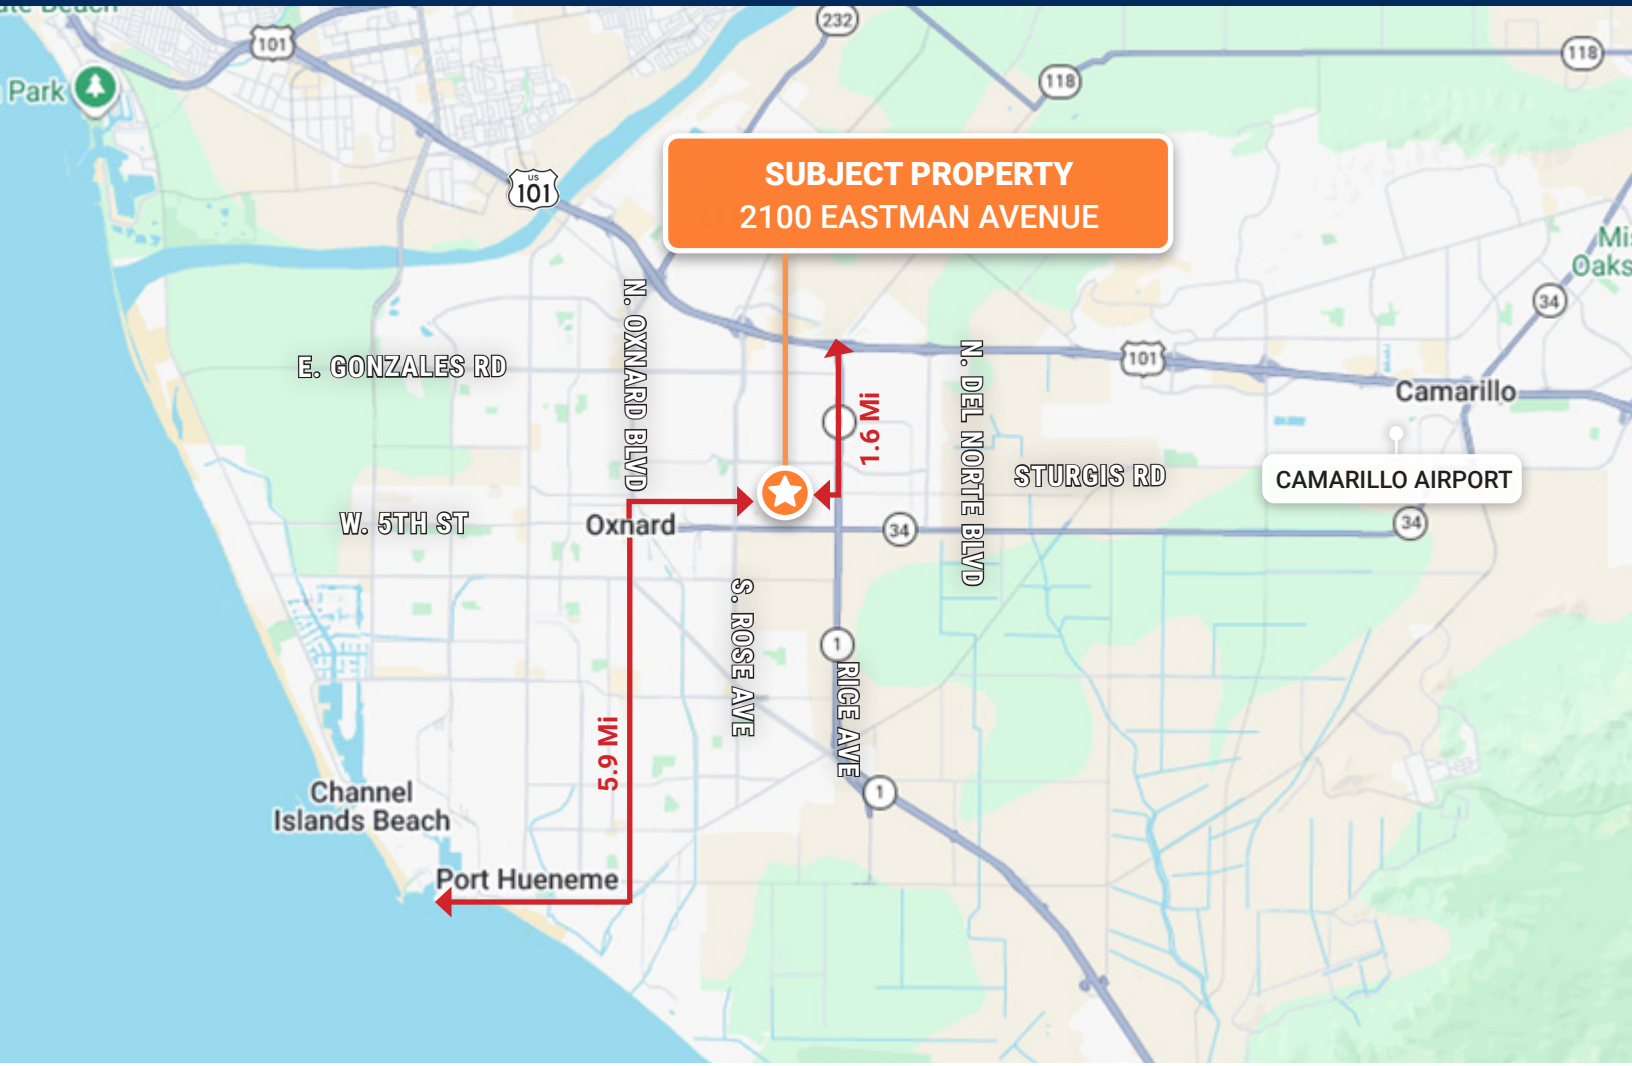 Park
101
232
118
118
US
101
SUBJECT PROPERTY
2100 EASTMAN AVENUE
Oaks
34
N. OXNARD BLVD
E. GONZALES RD
N. DEL NORTE BLVD
101
Camarillo
1.6 Mi
STURGIS RD
CAMARILLO AIRPORT
W. 5TH ST
Oxnard
34
34
S. ROSE AVE
1
RICE AVE
5.9 Mi
Channel
Islands Beach
1
Port Hueneme